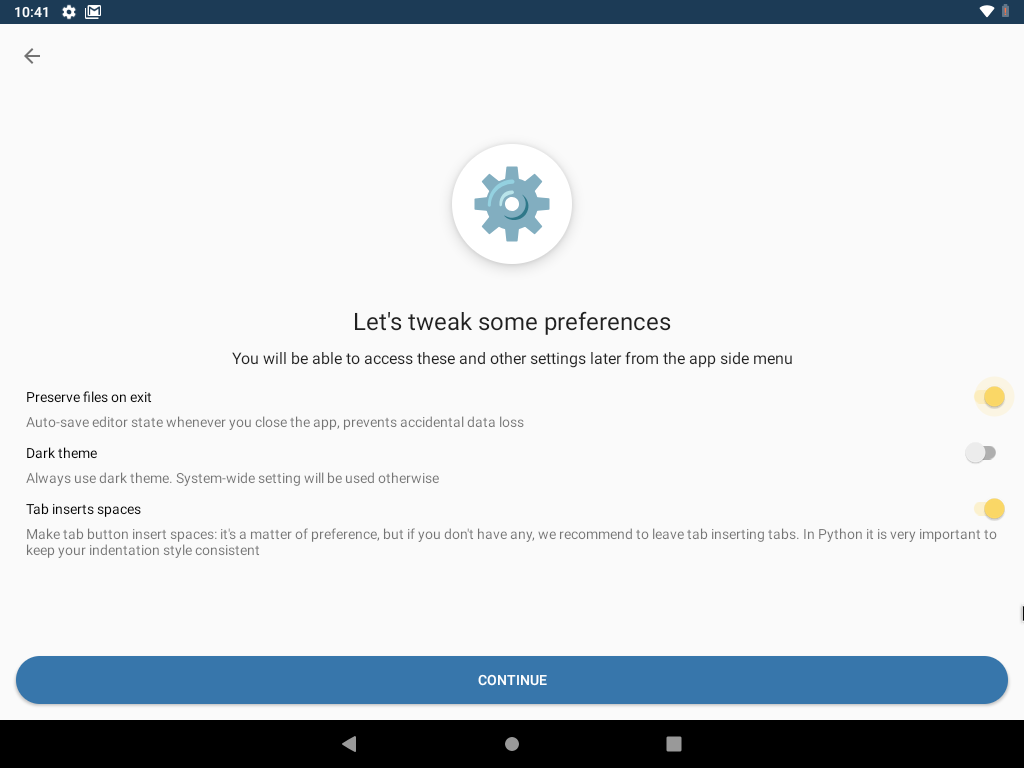 10:41
Let's tweak some preferences
You will be able to access these and other settings later from the app side menu
Preserve files on exit
Auto-save editor state whenever you close the app, prevents accidental data loss
Dark theme
Always use dark theme. System-wide setting will be used otherwise
Tab inserts spaces
Make tab button insert spaces: it's a matter of preference, but if you don't have any, we recommend to leave tab inserting tabs. In Python it is very important to
keep your indentation style consistent
CONTINUE